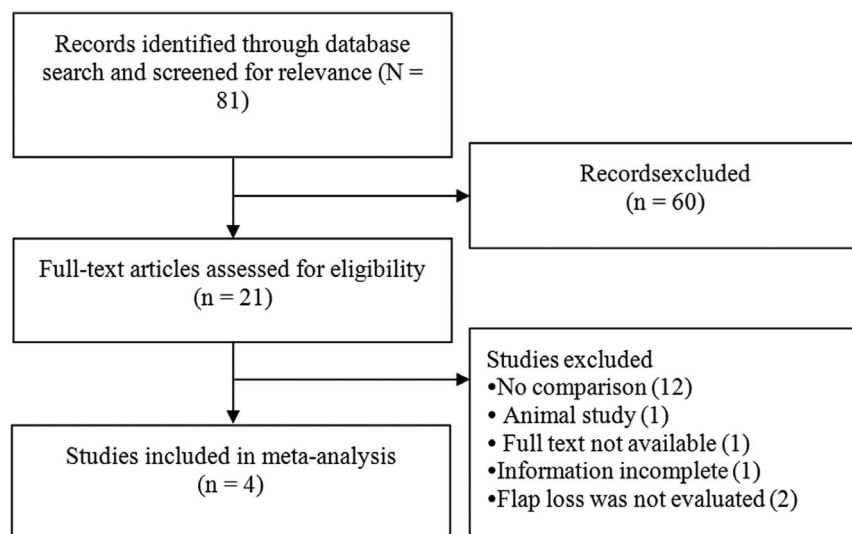 Records identified through database
search and screened for relevance (N =
81)
Recordsexcluded
(n = 60)
Full-text articles assessed for eligibility
(n = 21)
Studies excluded
•No comparison (12)
• Animal study (1)
• Full text not available (1)
•Information incomplete (1)
•Flap loss was not evaluated (2)
Studies included in meta-analysis
(n = 4)